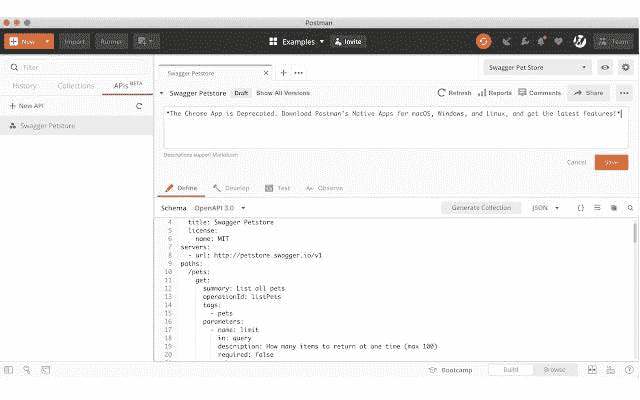 Postman
New
Import
Runner
Examples
Invite
Team
Filter
History
Collections
APIs BETA
+ New API
Swagger Petstore
Swagger Petstore
Swagger Pet Store
Swagger Petstore
Draft
Show All Versions
Refresh
Reports
Comments
Share
*The Chrome App is Deprecated. Download Postman's Native Apps for macOS, Windows, and Linux, and get the latest features!*
Descriptions support Markdown
Cancel
Save
Define
Develop
Test
Observe
Schema
OpenAPI 3.0
Generate Collection
JSON
4 title: Swagger Petstore
5 license:
6 name: MIT
7 servers:
8 - url: http://petstore.swagger.io/v1
9 paths:
10 /pets:
11 get:
12 summary: List all pets
13 operationId: listPets
14 tags:
15 - pets
16 parameters:
17 - name: limit
18 in: query
19 description: How many items to return at one time (max 100)
20 required: false
Bootcamp
Build
Browse